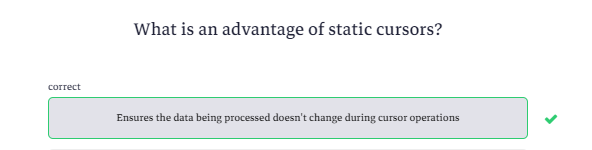 What is an advantage of static cursors?
correct
Ensures the data being processed doesn't change during cursor operations